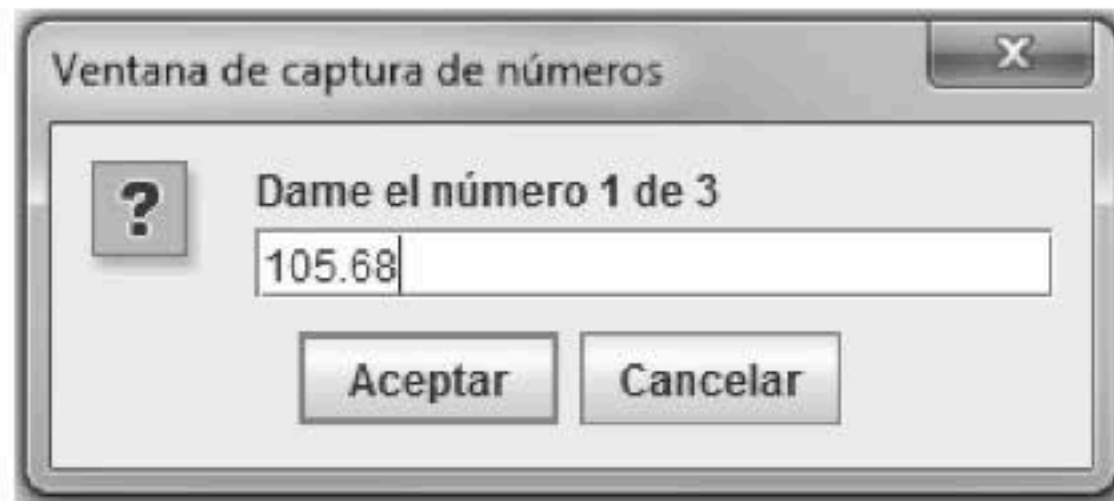 Ventana de captura de números
Dame el número 1 de 3
105.68
Aceptar
Cancelar